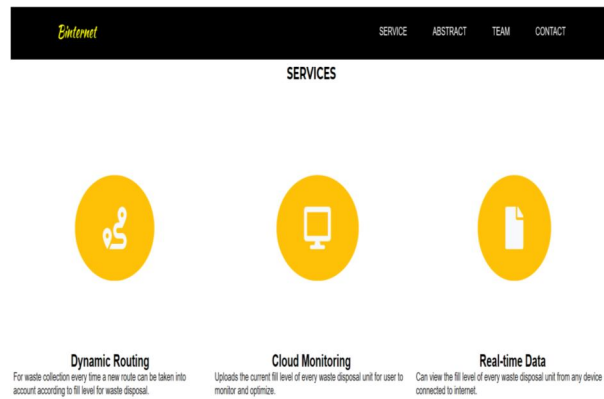 Binternet
SERVICE ABSTRACT TEAM CONTACT
SERVICES
Dynamic Routing
For waste collection every time a new route can be taken into
account according to fill level for waste disposal.
Cloud Monitoring
Uploads the current fill level of every waste disposal unit for user to
monitor and optimize.
Real-time Data
Can view the fill level of every waste disposal unit from any device
connected to internet.